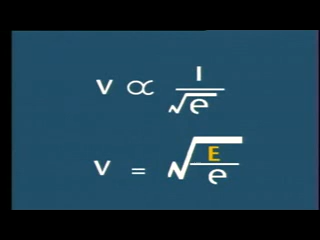 v ∝ 1/√e
v = √(E/e)